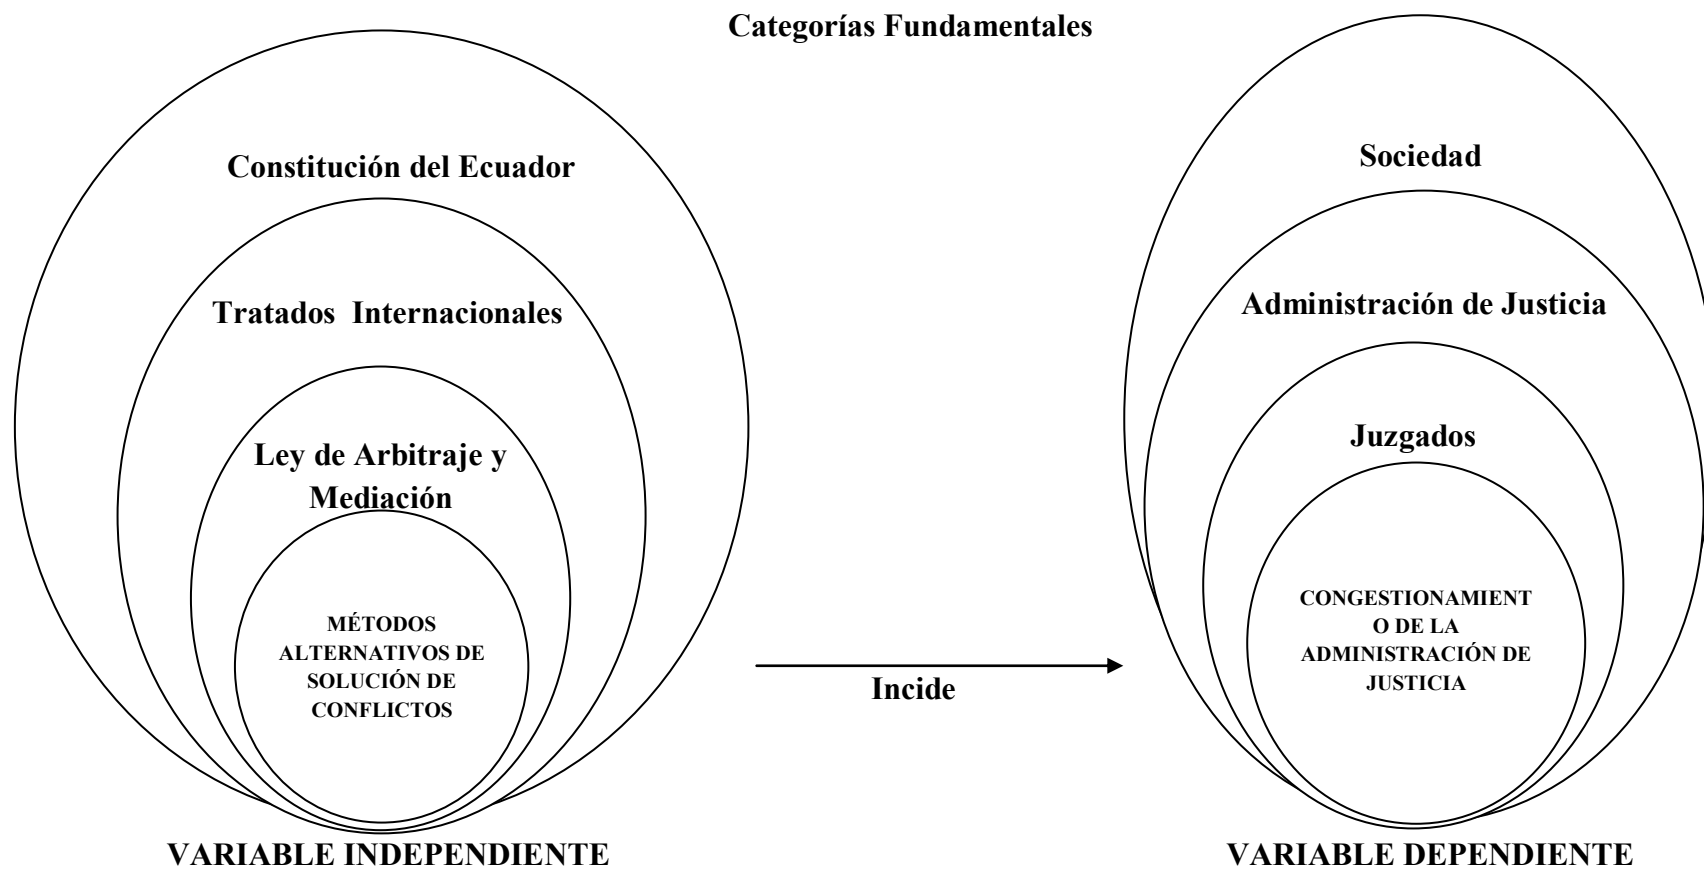 Categorías Fundamentales
Constitución del Ecuador
Tratados Internacionales
Ley de Arbitraje y
Mediación
MÉTODOS
ALTERNATIVOS DE
SOLUCIÓN DE
CONFLICTOS
VARIABLE INDEPENDIENTE
Incide
Sociedad
Administración de Justicia
Juzgados
CONGESTIONAMIENT
O DE LA
ADMINISTRACIÓN DE
JUSTICIA
VARIABLE DEPENDIENTE